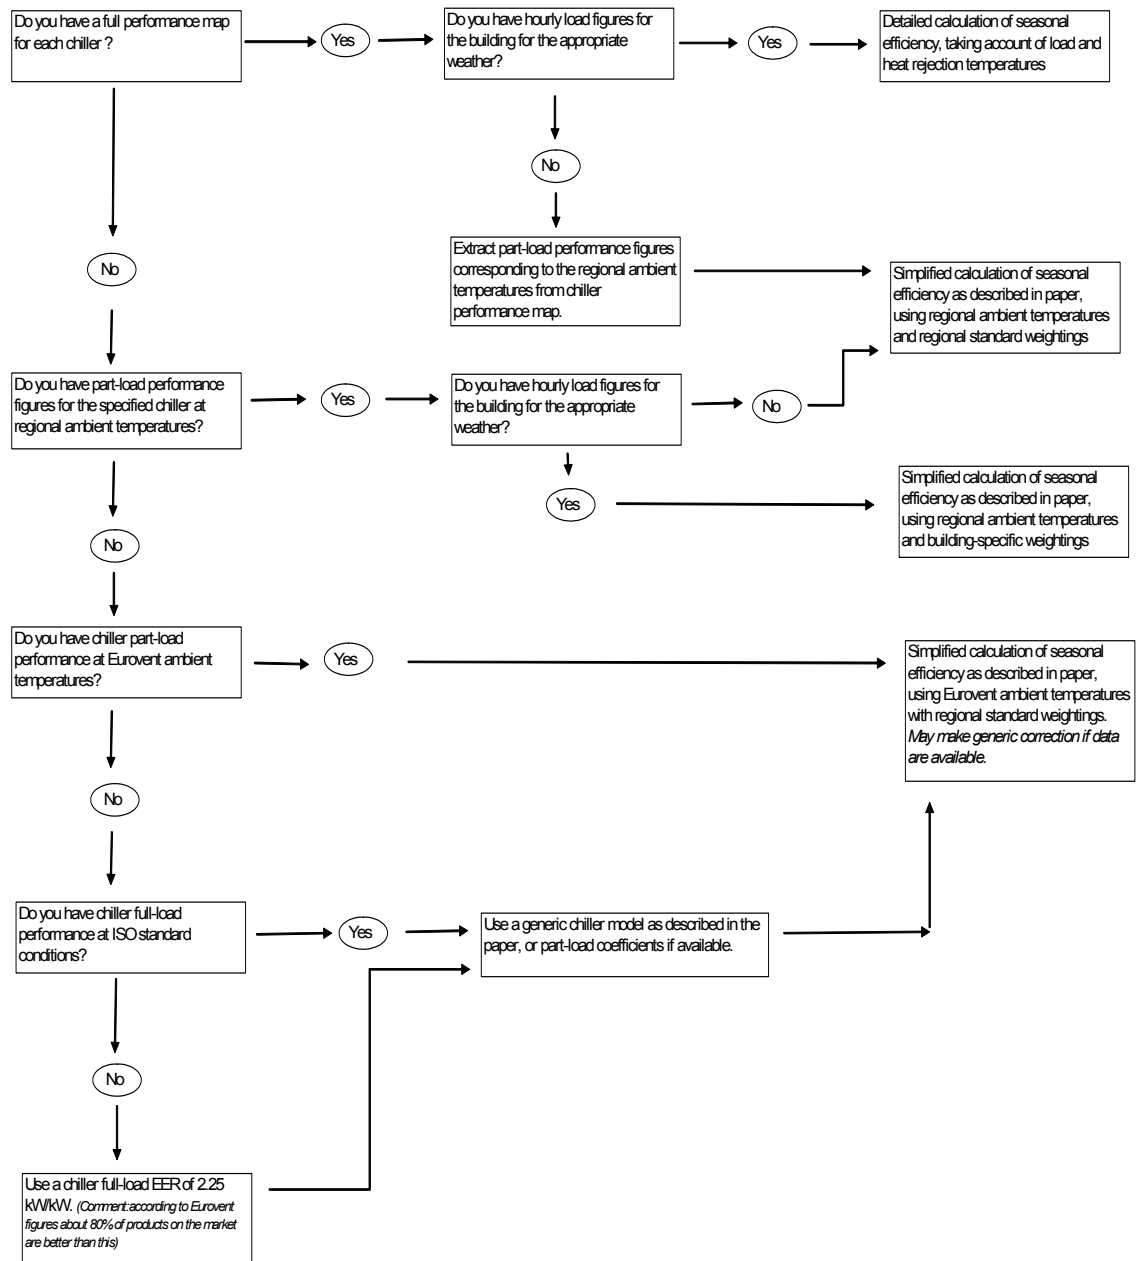 Do you have a full performance map
for each chiller ?
Yes
Do you have hourly load figures for
the building for the appropriate
weather?
Yes
Detailed calculation of seasonal
efficiency, taking account of load and
heat rejection temperatures
No
No
Extract part-load performance figures
corresponding to the regional ambient
temperatures from chiller
performance map.
Simplified calculation of seasonal
efficiency as described in paper,
using regional ambient temperatures
and regional standard weightings
Do you have part-load performance
figures for the specified chiller at
regional ambient temperatures?
Yes
Do you have hourly load figures for
the building for the appropriate
weather?
No
Yes
Simplified calculation of seasonal
efficiency as described in paper,
using regional ambient temperatures
and building-specific weightings
No
Do you have chiller part-load
performance at Eurovent ambient
temperatures?
Yes
Simplified calculation of seasonal
efficiency as described in paper,
using Eurovent ambient temperatures
with regional standard weightings.
May make generic correction if data
are available.
No
Do you have chiller full-load
performance at ISO standard
conditions?
Yes
Use a generic chiller model as described in the
paper, or part-load coefficients if available.
No
Use a chiller full-load EER of 2.25
kW/kW. (Comment:according to Eurovent
figures about 80% of products on the market
are better than this)